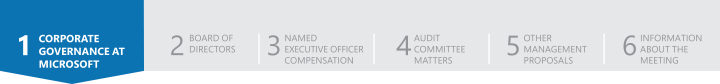 1 CORPORATE
GOVERNANCE AT
MICROSOFT
2 BOARD OF
DIRECTORS
3 NAMED
EXECUTIVE OFFICER
COMPENSATION
4 AUDIT
COMMITTEE
MATTERS
5 OTHER
MANAGEMENT
PROPOSALS
6 INFORMATION
ABOUT THE
MEETING